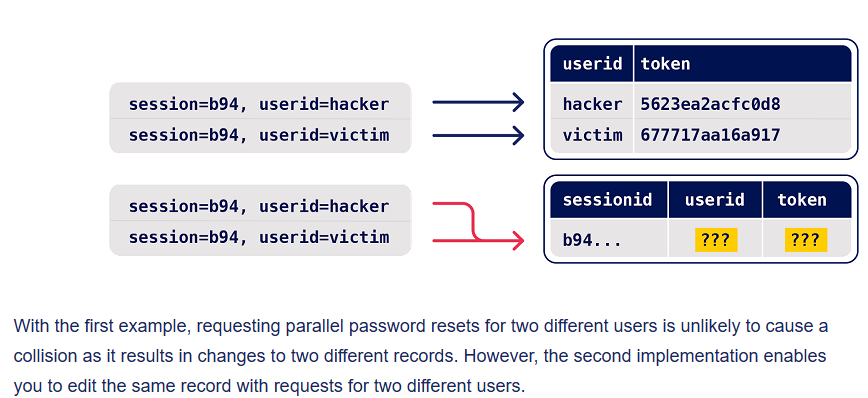 userid token
session=b94, userid=hacker
hacker 5623ea2acfc0d8
session=b94, userid=victim
victim 677717aa16a917
sessionid userid token
session=b94, userid=hacker
session=b94, userid=victim
b94... ??? ???
With the first example, requesting parallel password resets for two different users is unlikely to cause a
collision as it results in changes to two different records. However, the second implementation enables
you to edit the same record with requests for two different users.